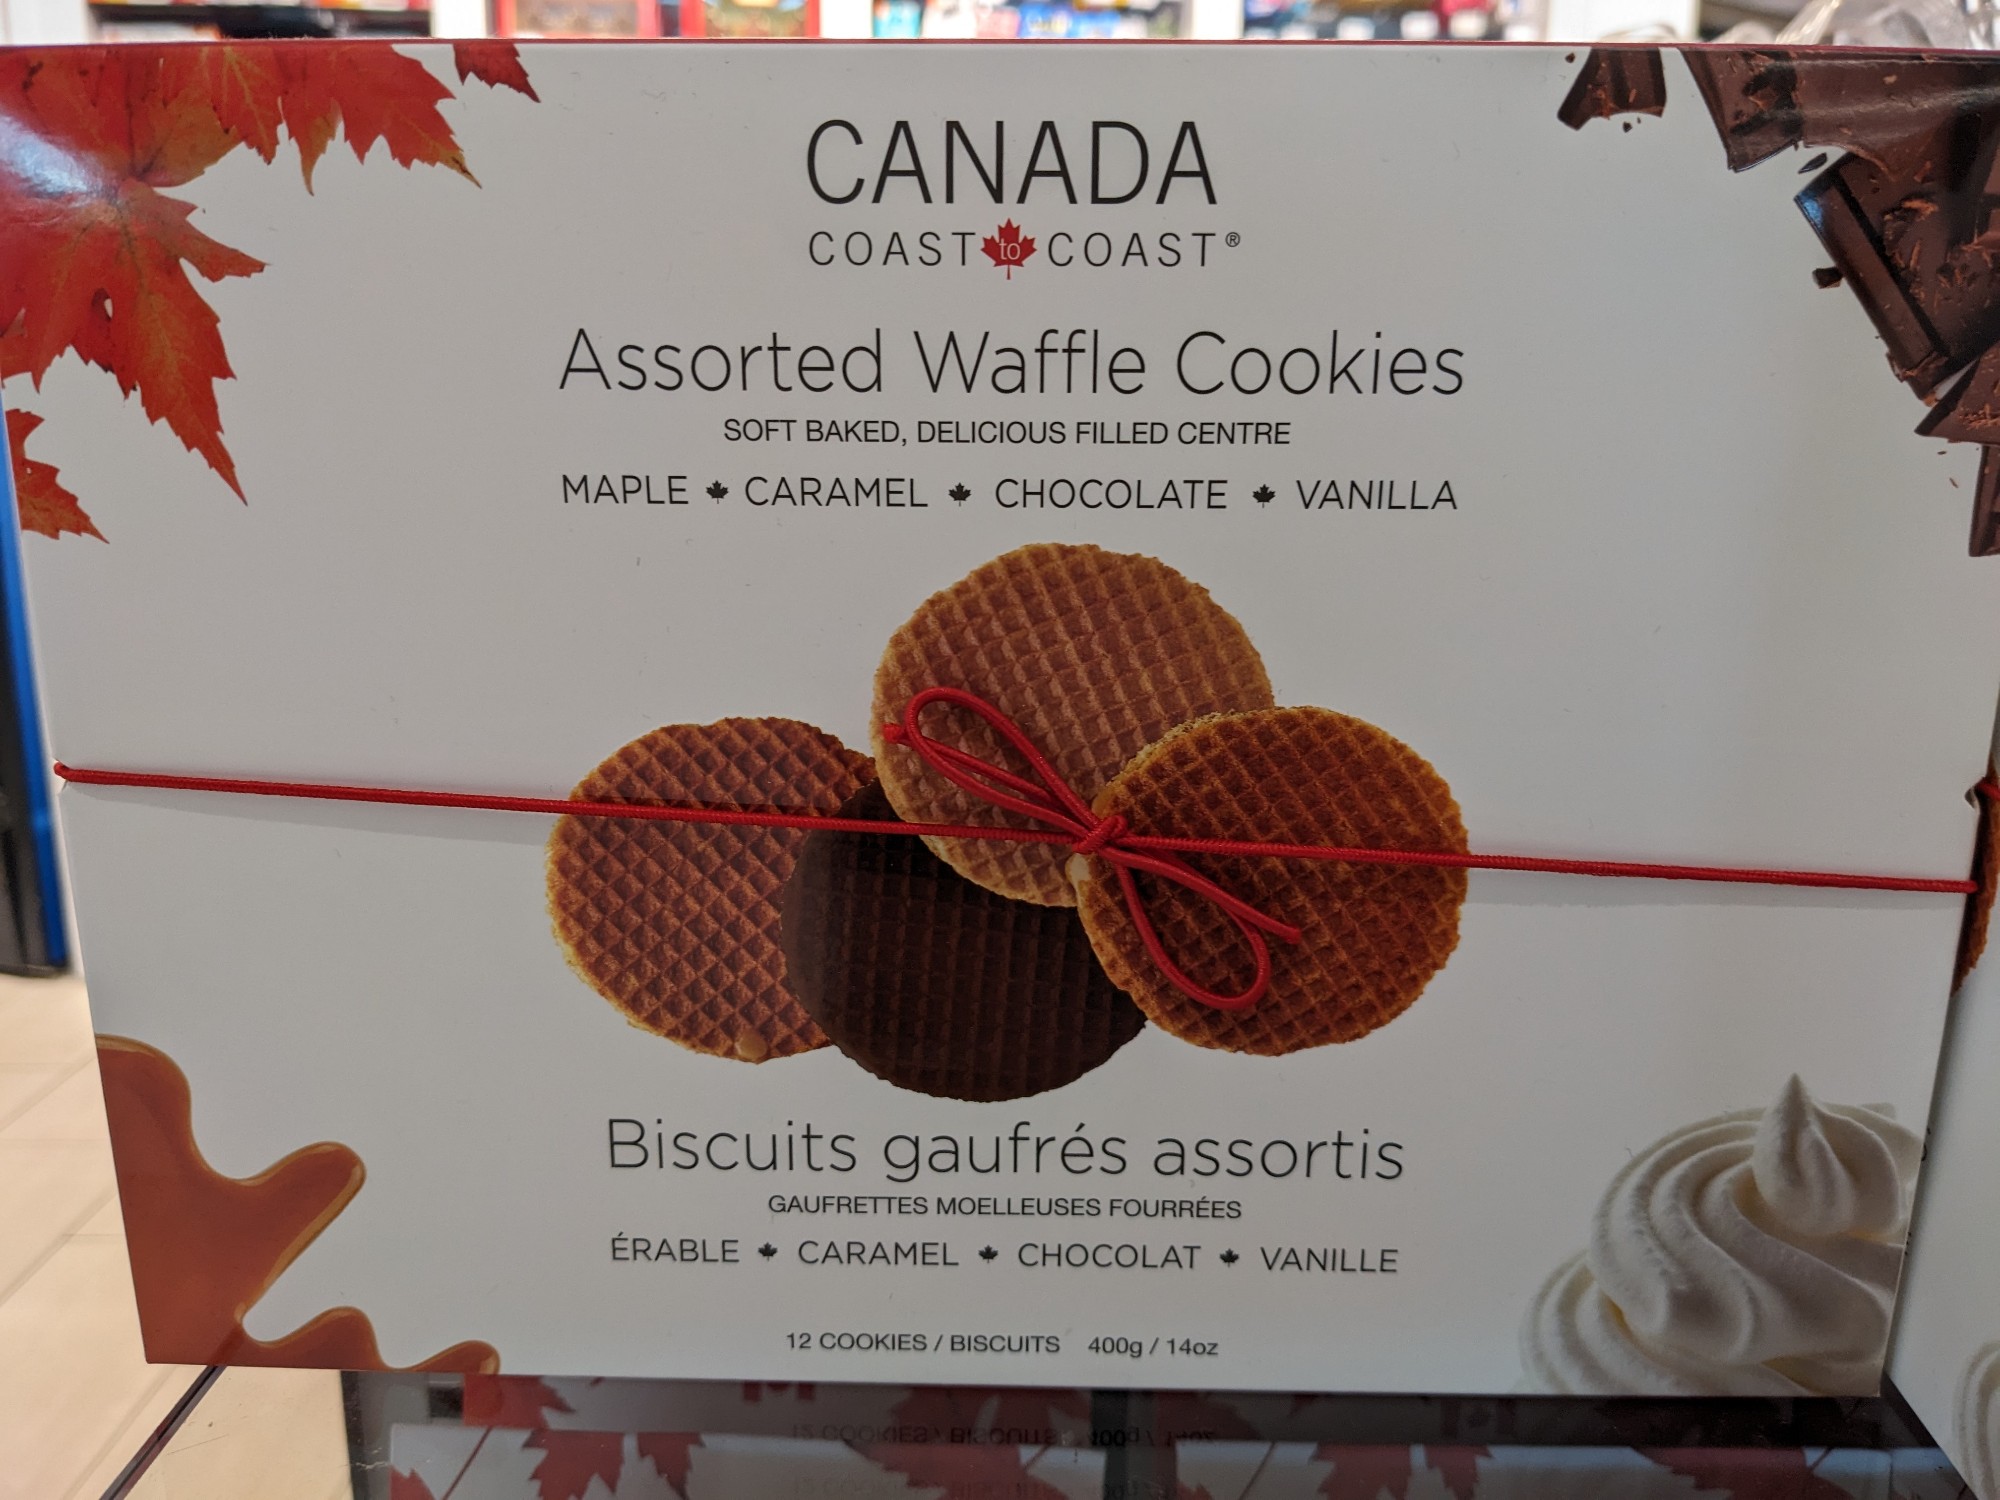 CANADA
COAST to COAST®
Assorted Waffle Cookies
SOFT BAKED, DELICIOUS FILLED CENTRE
MAPLE CARAMEL CHOCOLATE VANILLA
Biscuits gaufrés assortis
GAUFRETTES MOELLEUSES FOURRÉES
ÉRABLE CARAMEL CHOCOLAT VANILLE
12 COOKIES / BISCUITS 400g / 14oz